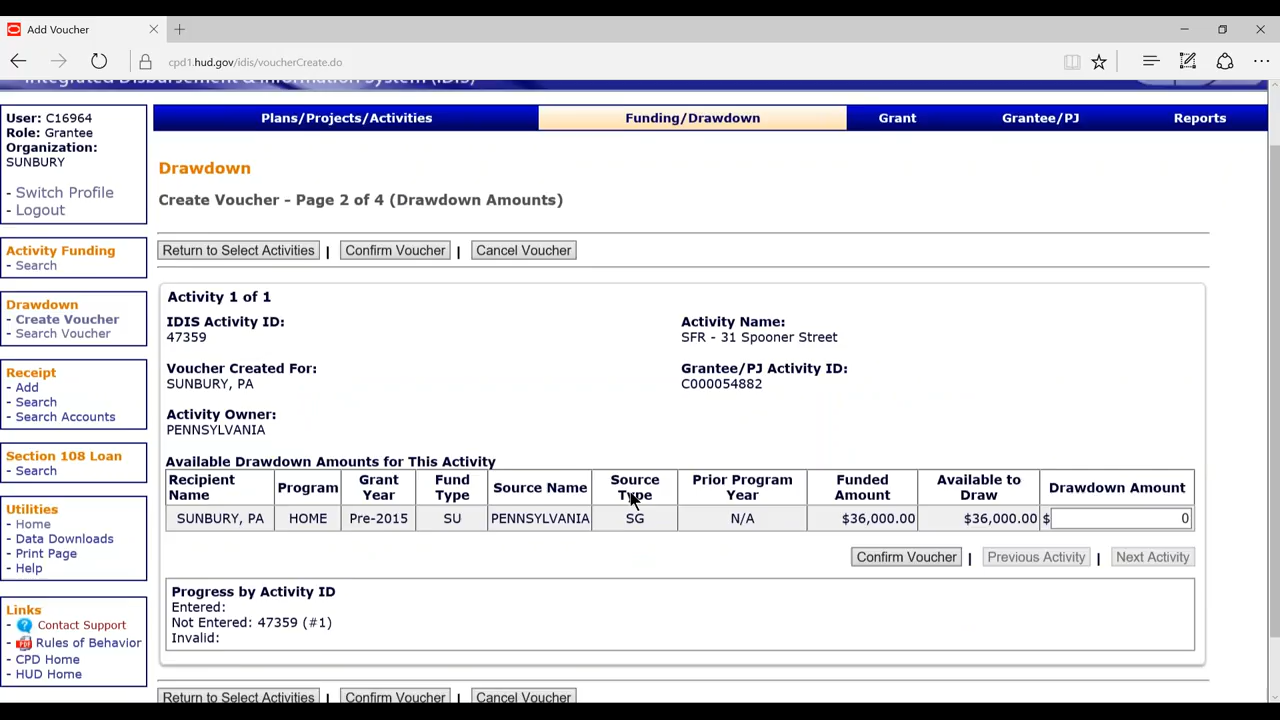 Add Voucher
cpd1.hud.gov/idis/voucherCreate.do
Integrated Disbursement & Information System (IDIS)
User: C16964
Role: Grantee
Organization:
SUNBURY
- Switch Profile
- Logout
Activity Funding
- Search
Drawdown
- Create Voucher
- Search Voucher
Receipt
- Add
- Search
- Search Accounts
Section 108 Loan
- Search
Utilities
- Home
- Data Downloads
- Print Page
- Help
Links
- Contact Support
- Rules of Behavior
- CPD Home
- HUD Home
Plans/Projects/Activities Funding/Drawdown Grant Grantee/PJ Reports
Drawdown
Create Voucher - Page 2 of 4 (Drawdown Amounts)
Return to Select Activities | Confirm Voucher | Cancel Voucher
Activity 1 of 1
IDIS Activity ID: Activity Name:
47359 SFR - 31 Spooner Street
Voucher Created For: Grantee/PJ Activity ID:
SUNBURY, PA C000054882
Activity Owner:
PENNSYLVANIA
Available Drawdown Amounts for This Activity
Recipient Name Program Grant Year Fund Type Source Name Source Type Prior Program Year Funded Amount Available to Draw Drawdown Amount
SUNBURY, PA HOME Pre-2015 SU PENNSYLVANIA SG N/A $36,000.00 $36,000.00 $ 0
Confirm Voucher | Previous Activity | Next Activity
Progress by Activity ID
Entered:
Not Entered: 47359 (#1)
Invalid:
Return to Select Activities | Confirm Voucher | Cancel Voucher